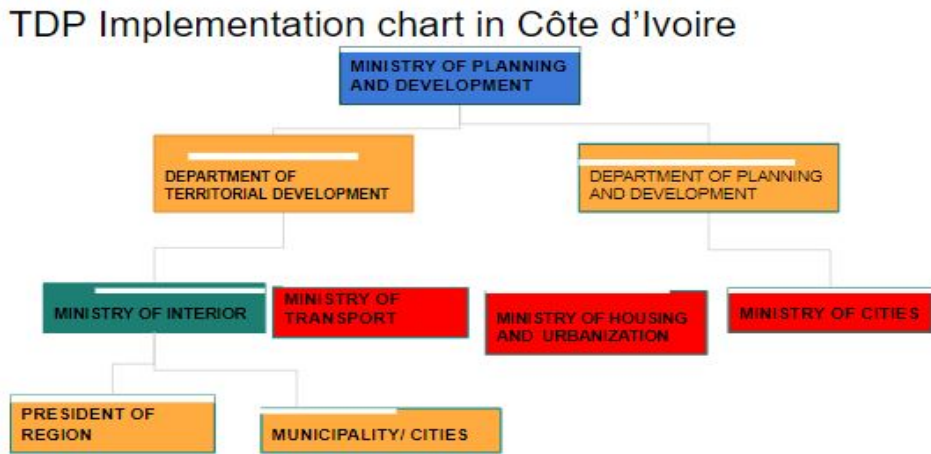 TDP Implementation chart in Côte d'Ivoire
MINISTRY OF PLANNING
AND DEVELOPMENT
DEPARTMENT OF
TERRITORIAL DEVELOPMENT
DEPARTMENT OF PLANNING
AND DEVELOPMENT
MINISTRY OF INTERIOR
MINISTRY OF
TRANSPORT
MINISTRY OF HOUSING
AND URBANIZATION
MINISTRY OF CITIES
PRESIDENT OF
REGION
MUNICIPALITY/ CITIES